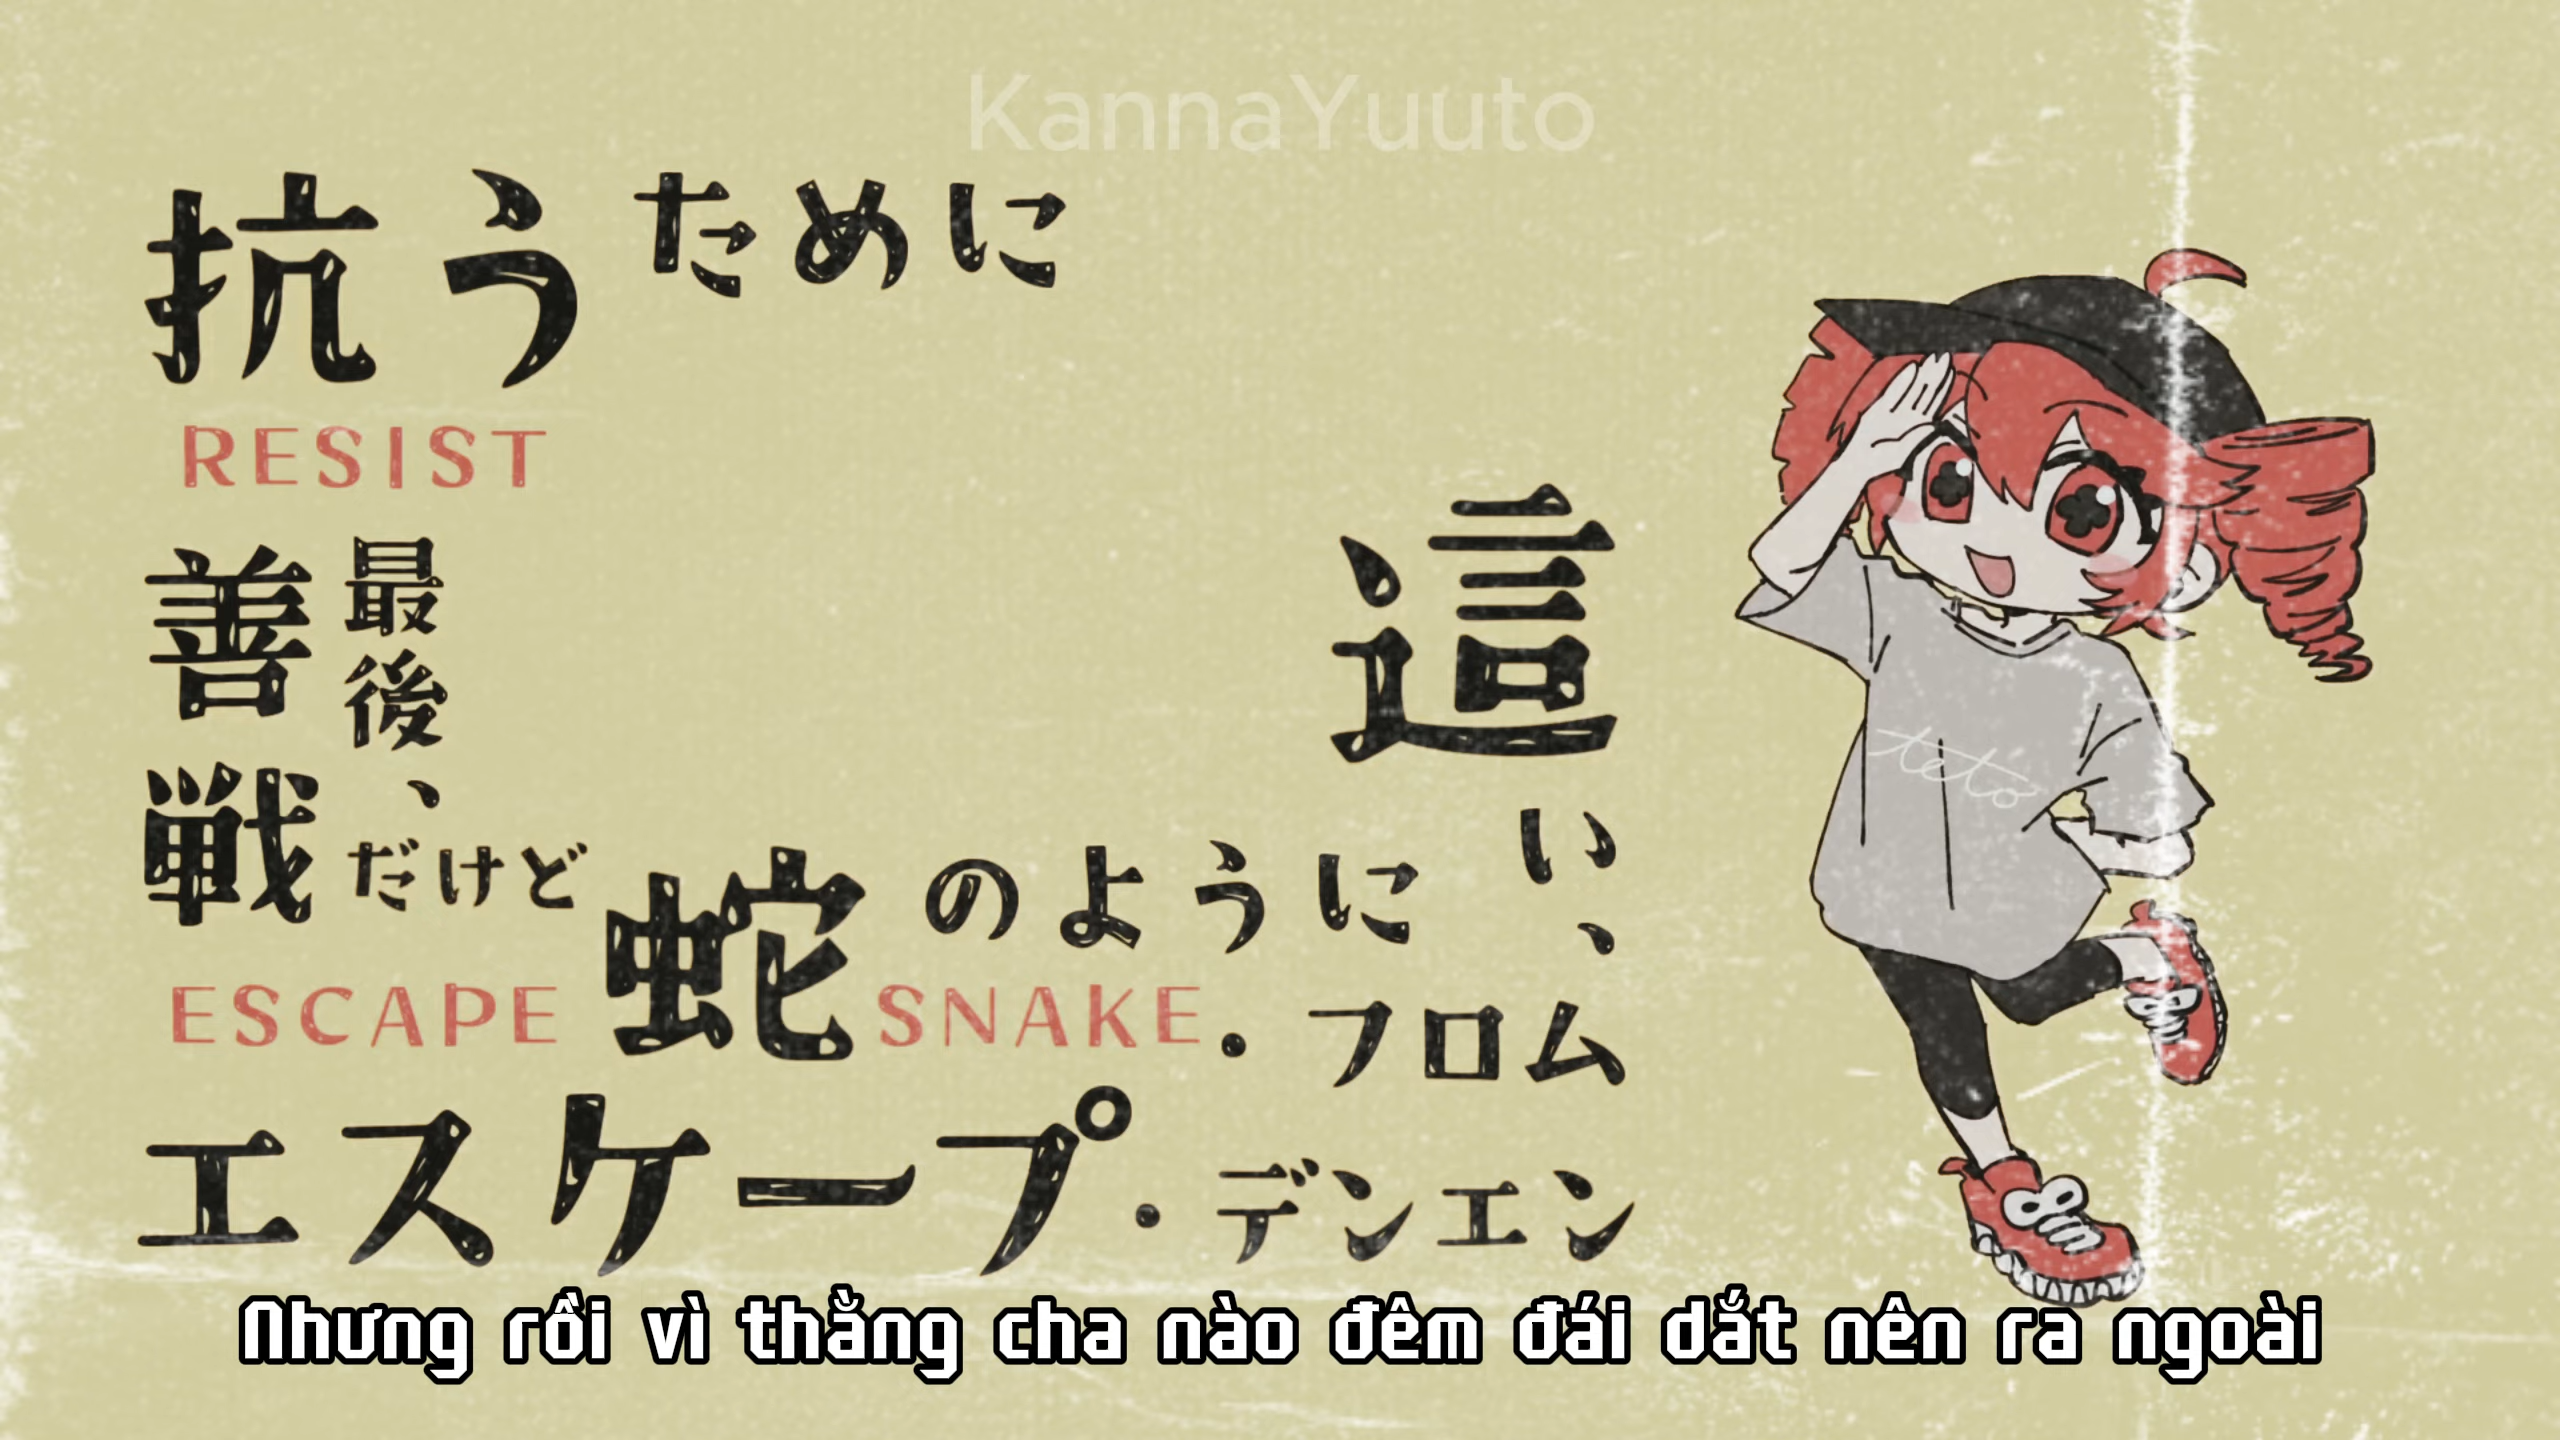 KannaYuuto
抗うために
RESIST
善戦
最後、
だけど
蛇のように
這い、
ESCAPE
SNAKE
・フロム
エスケープ・デンエン
teto
Nhưng rồi vì thằng cha nào đêm đái dắt nên ra ngoài